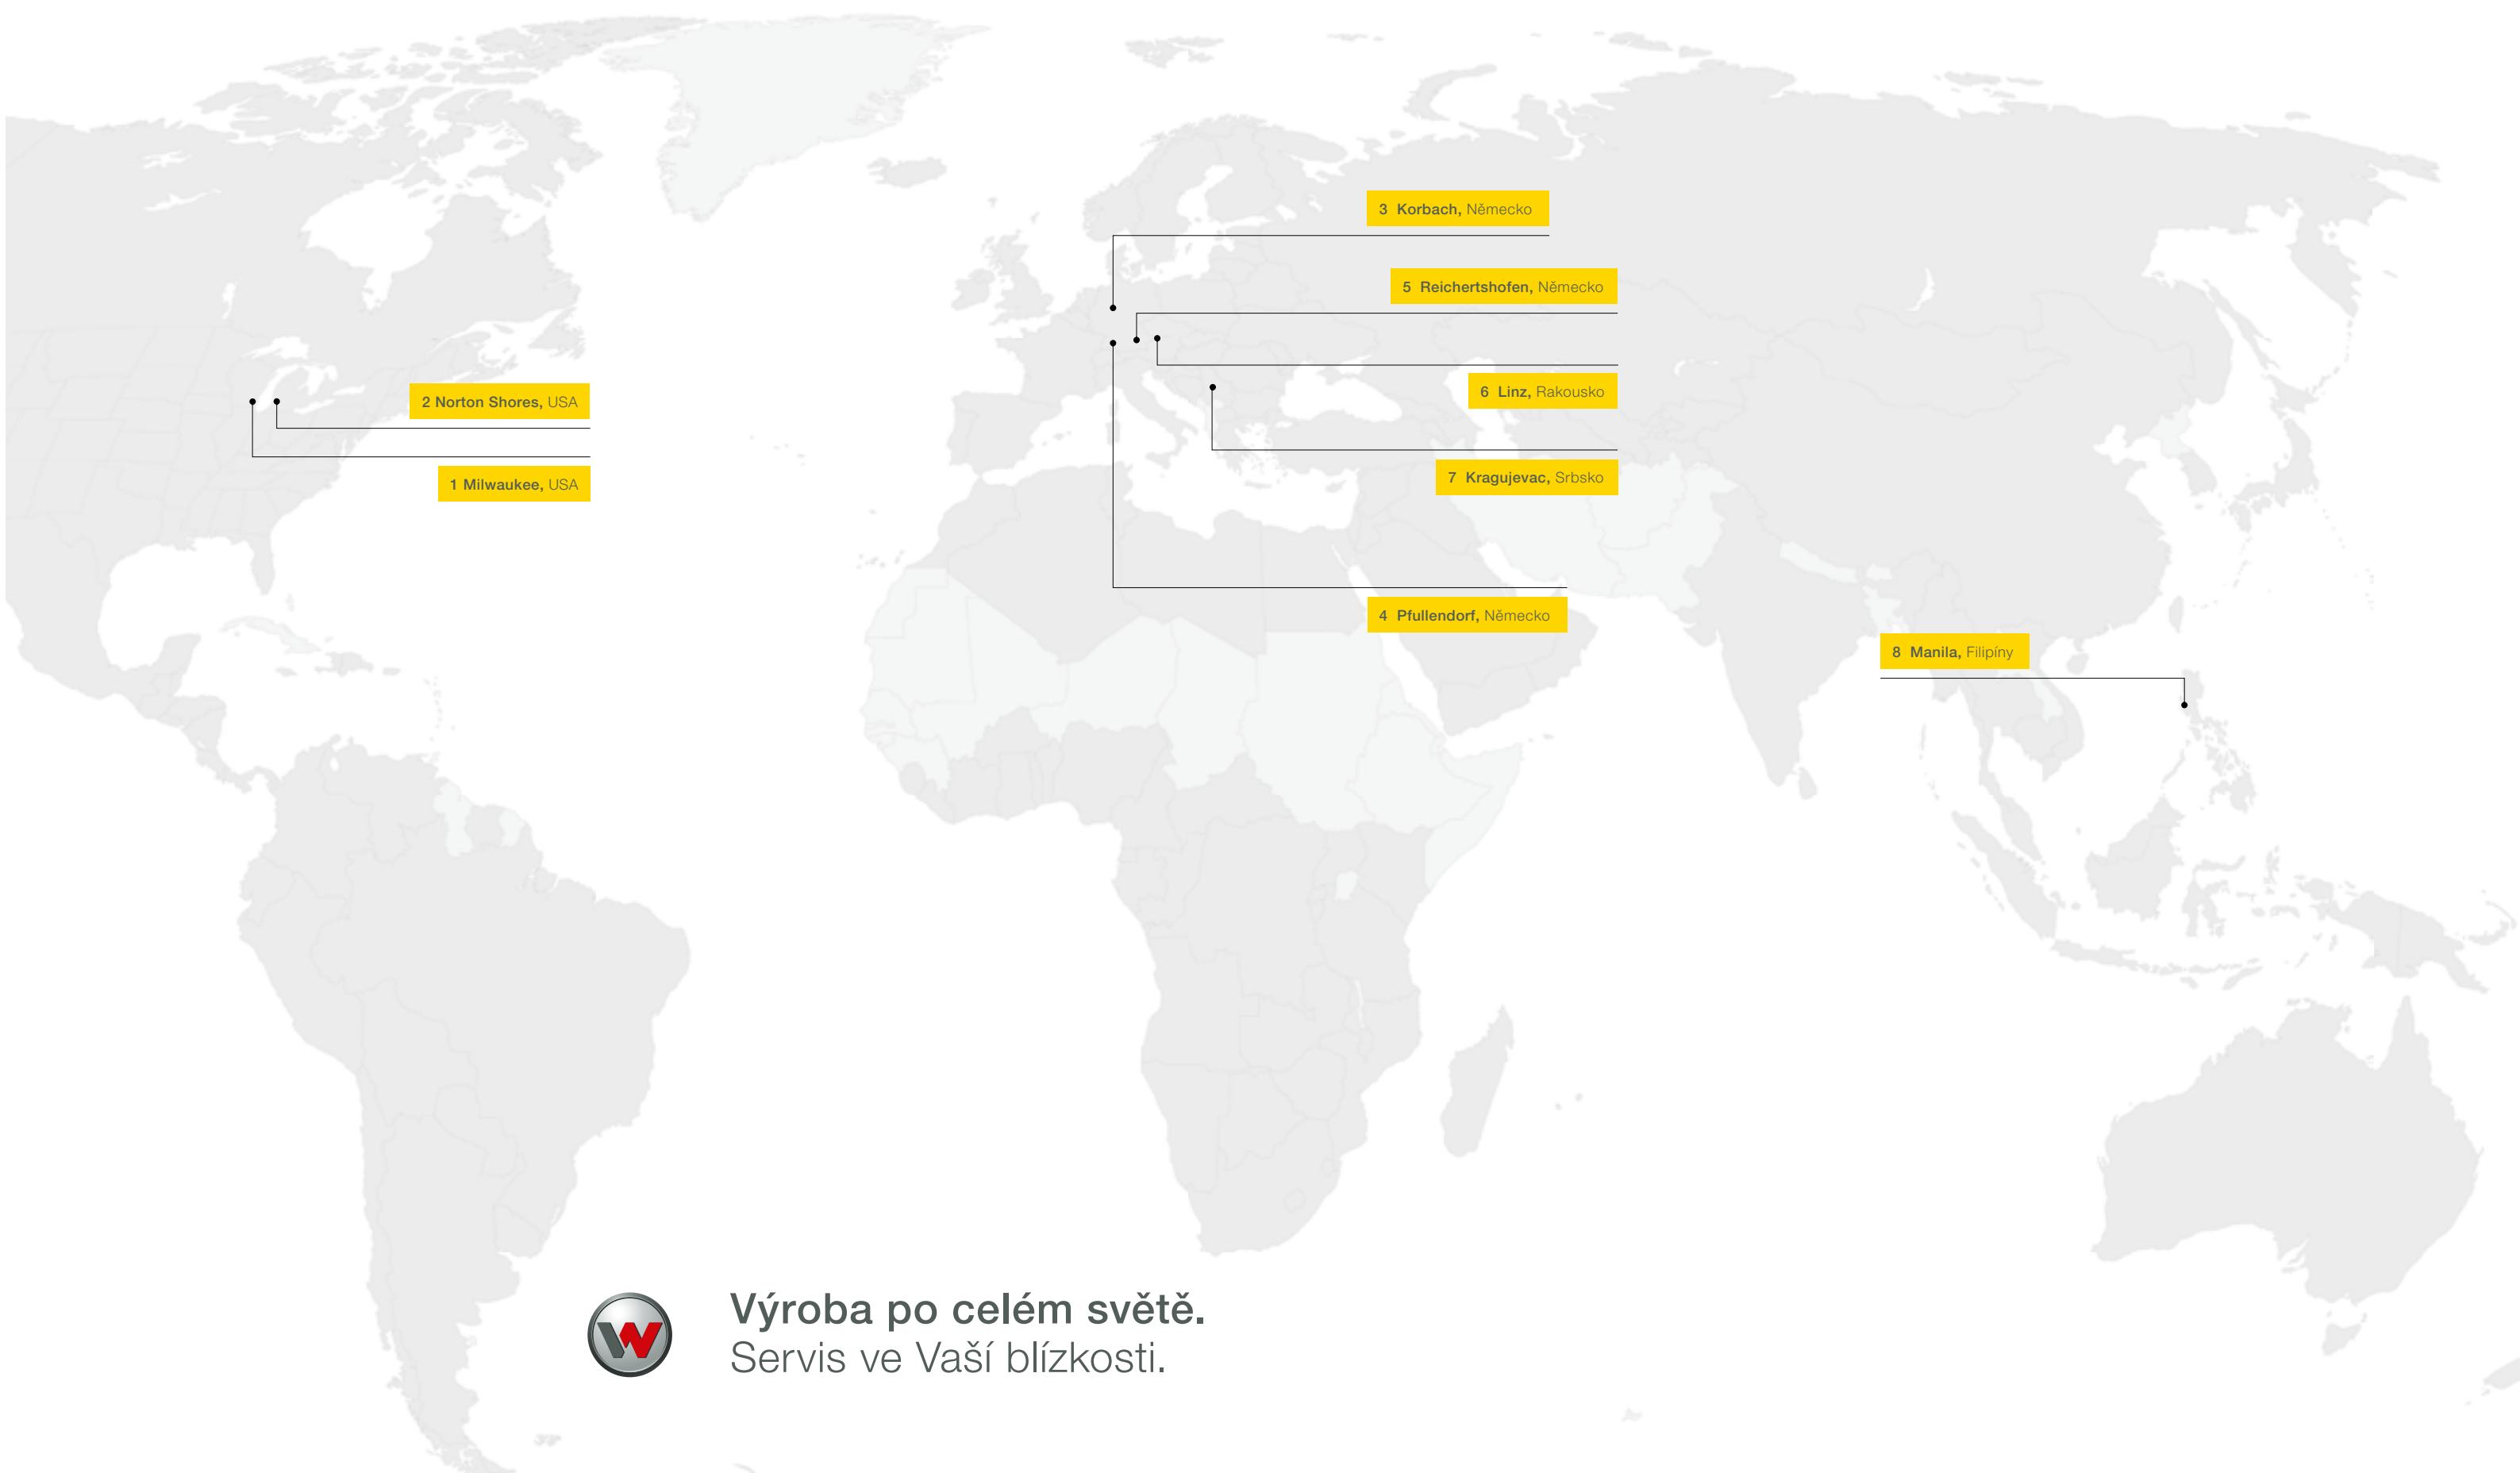 3 Korbach, Německo
5 Reichertshofen, Německo
2 Norton Shores, USA
6 Linz, Rakousko
1 Milwaukee, USA
7 Kragujevac, Srbsko
4 Pfullendorf, Německo
8 Manila, Filipíny
Výroba po celém světě.
Servis ve Vaší blízkosti.